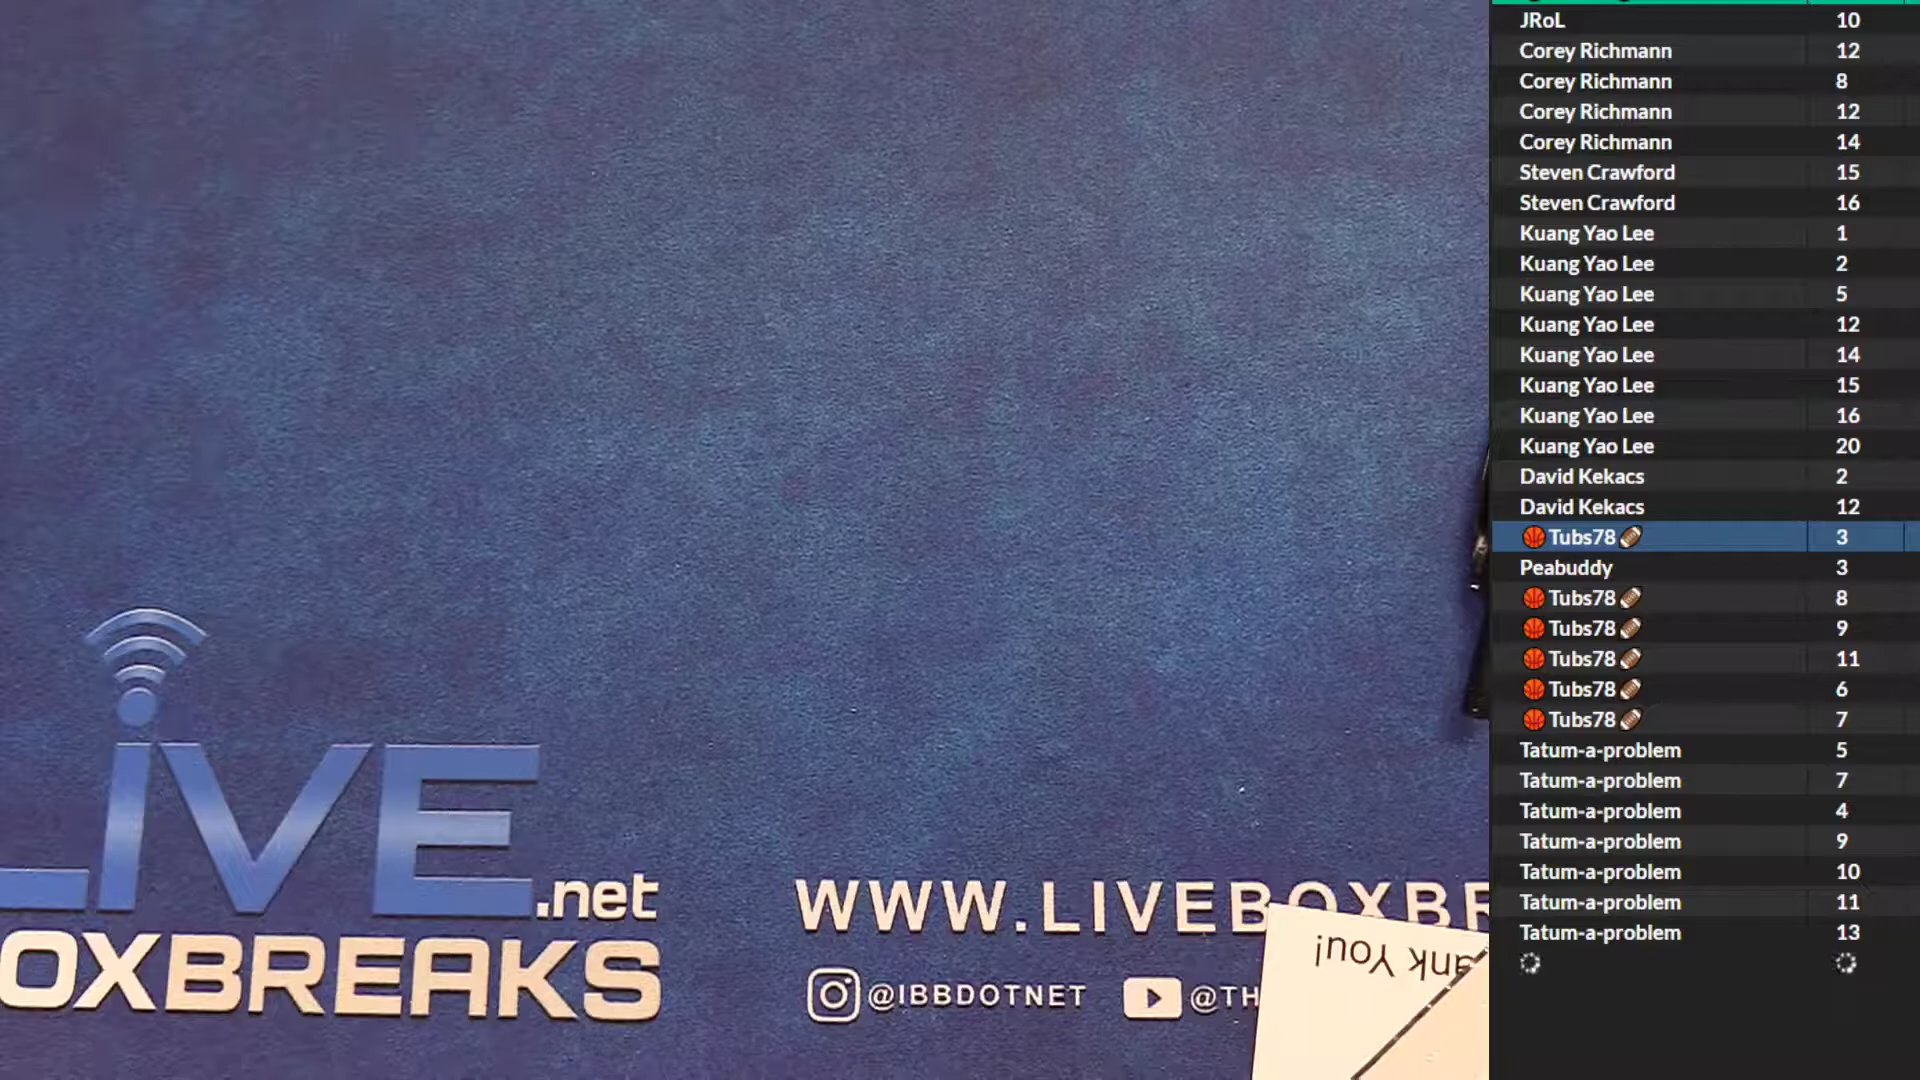 JRoL 10
Corey Richmann 12
Corey Richmann 8
Corey Richmann 12
Corey Richmann 14
Steven Crawford 15
Steven Crawford 16
Kuang Yao Lee 1
Kuang Yao Lee 2
Kuang Yao Lee 5
Kuang Yao Lee 12
Kuang Yao Lee 14
Kuang Yao Lee 15
Kuang Yao Lee 16
Kuang Yao Lee 20
David Kekacs 2
David Kekacs 12
🏀Tubs78🏈 3
Peabuddy 3
🏀Tubs78🏈 8
🏀Tubs78🏈 9
🏀Tubs78🏈 11
🏀Tubs78🏈 6
🏀Tubs78🏈 7
Tatum-a-problem 5
Tatum-a-problem 7
Tatum-a-problem 4
Tatum-a-problem 9
Tatum-a-problem 10
Tatum-a-problem 11
Tatum-a-problem 13
LiVE.net
OXBREAKS
WWW.LIVEBOXBR
@IBBDOTNET @TH
ank You!